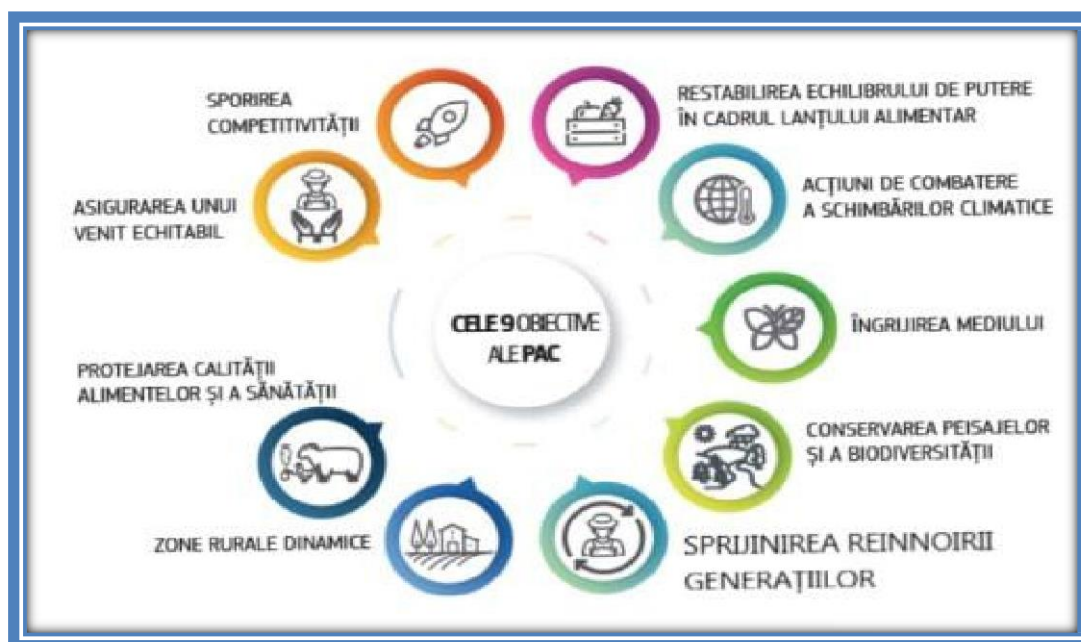 CELE 9 OBIECTIVE
ALE PAC
SPORIREA
COMPETITIVITĂȚII
RESTABILIREA ECHILIBRULUI DE PUTERE
ÎN CADRUL LANȚULUI ALIMENTAR
ACȚIUNI DE COMBATERE
A SCHIMBĂRILOR CLIMATICE
ÎNGRIJIREA MEDIULUI
CONSERVAREA PEISAJELOR
ȘI A BIODIVERSITĂȚII
SPRIJINIREA REINNOIRII
GENERAȚIILOR
ZONE RURALE DINAMICE
PROTEJAREA CALITĂȚII
ALIMENTELOR ȘI A SĂNĂTĂȚII
ASIGURAREA UNUI
VENIT ECHITABIL